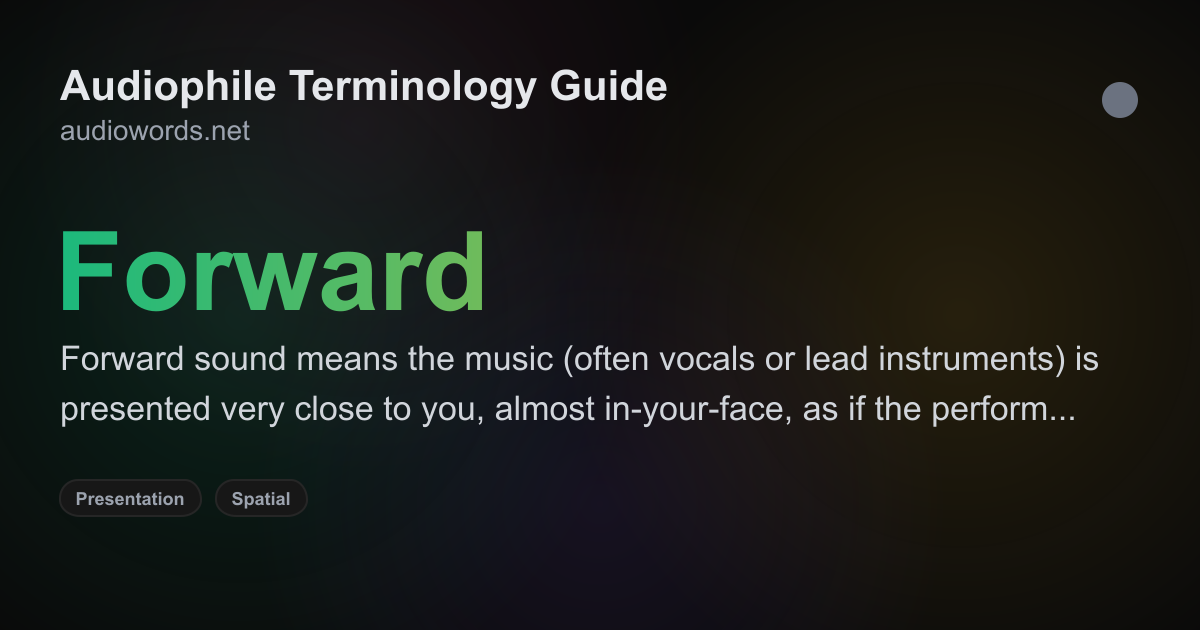 Audiophile Terminology Guide
audiowords.net
Forward
Forward sound means the music (often vocals or lead instruments) is
presented very close to you, almost in-your-face, as if the perform...
Presentation Spatial